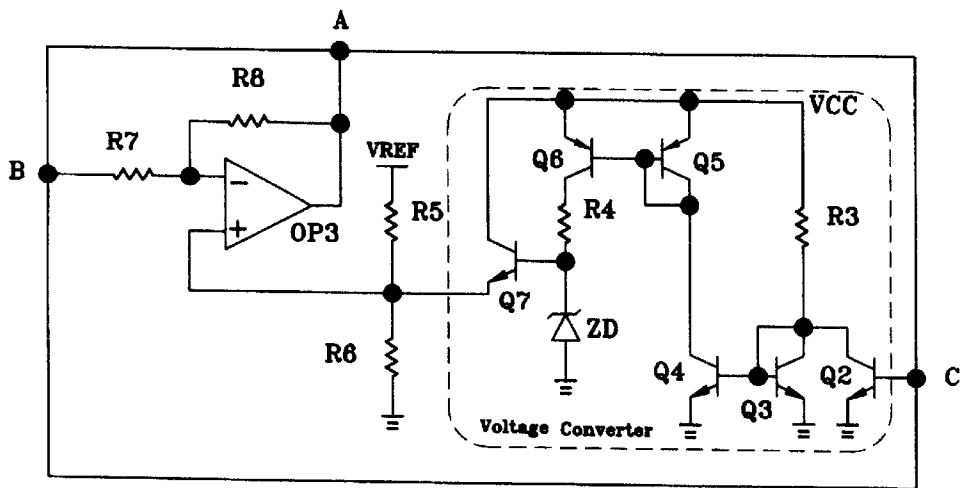 A
R8
VCC
R7
VREF
Q6
Q5
B
−
R5
R4
R3
+
OP3
Q7
R6
ZD
Q4
Q3
Q2
C
Voltage Converter